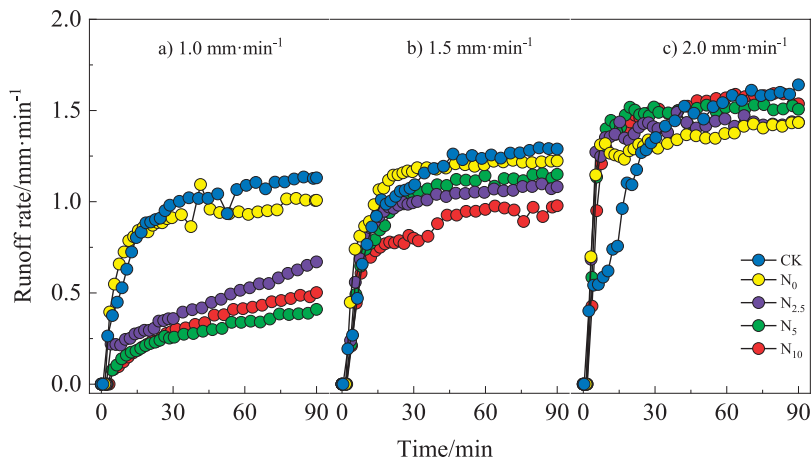 a) 1.0 mm·min⁻¹
b) 1.5 mm·min⁻¹
c) 2.0 mm·min⁻¹
Runoff rate/mm·min⁻¹
2.0
1.5
1.0
0.5
0.0
CK
N₀
N₂.₅
N₅
N₁₀
0 30 60 90 0 30 60 90 0 30 60 90
Time/min